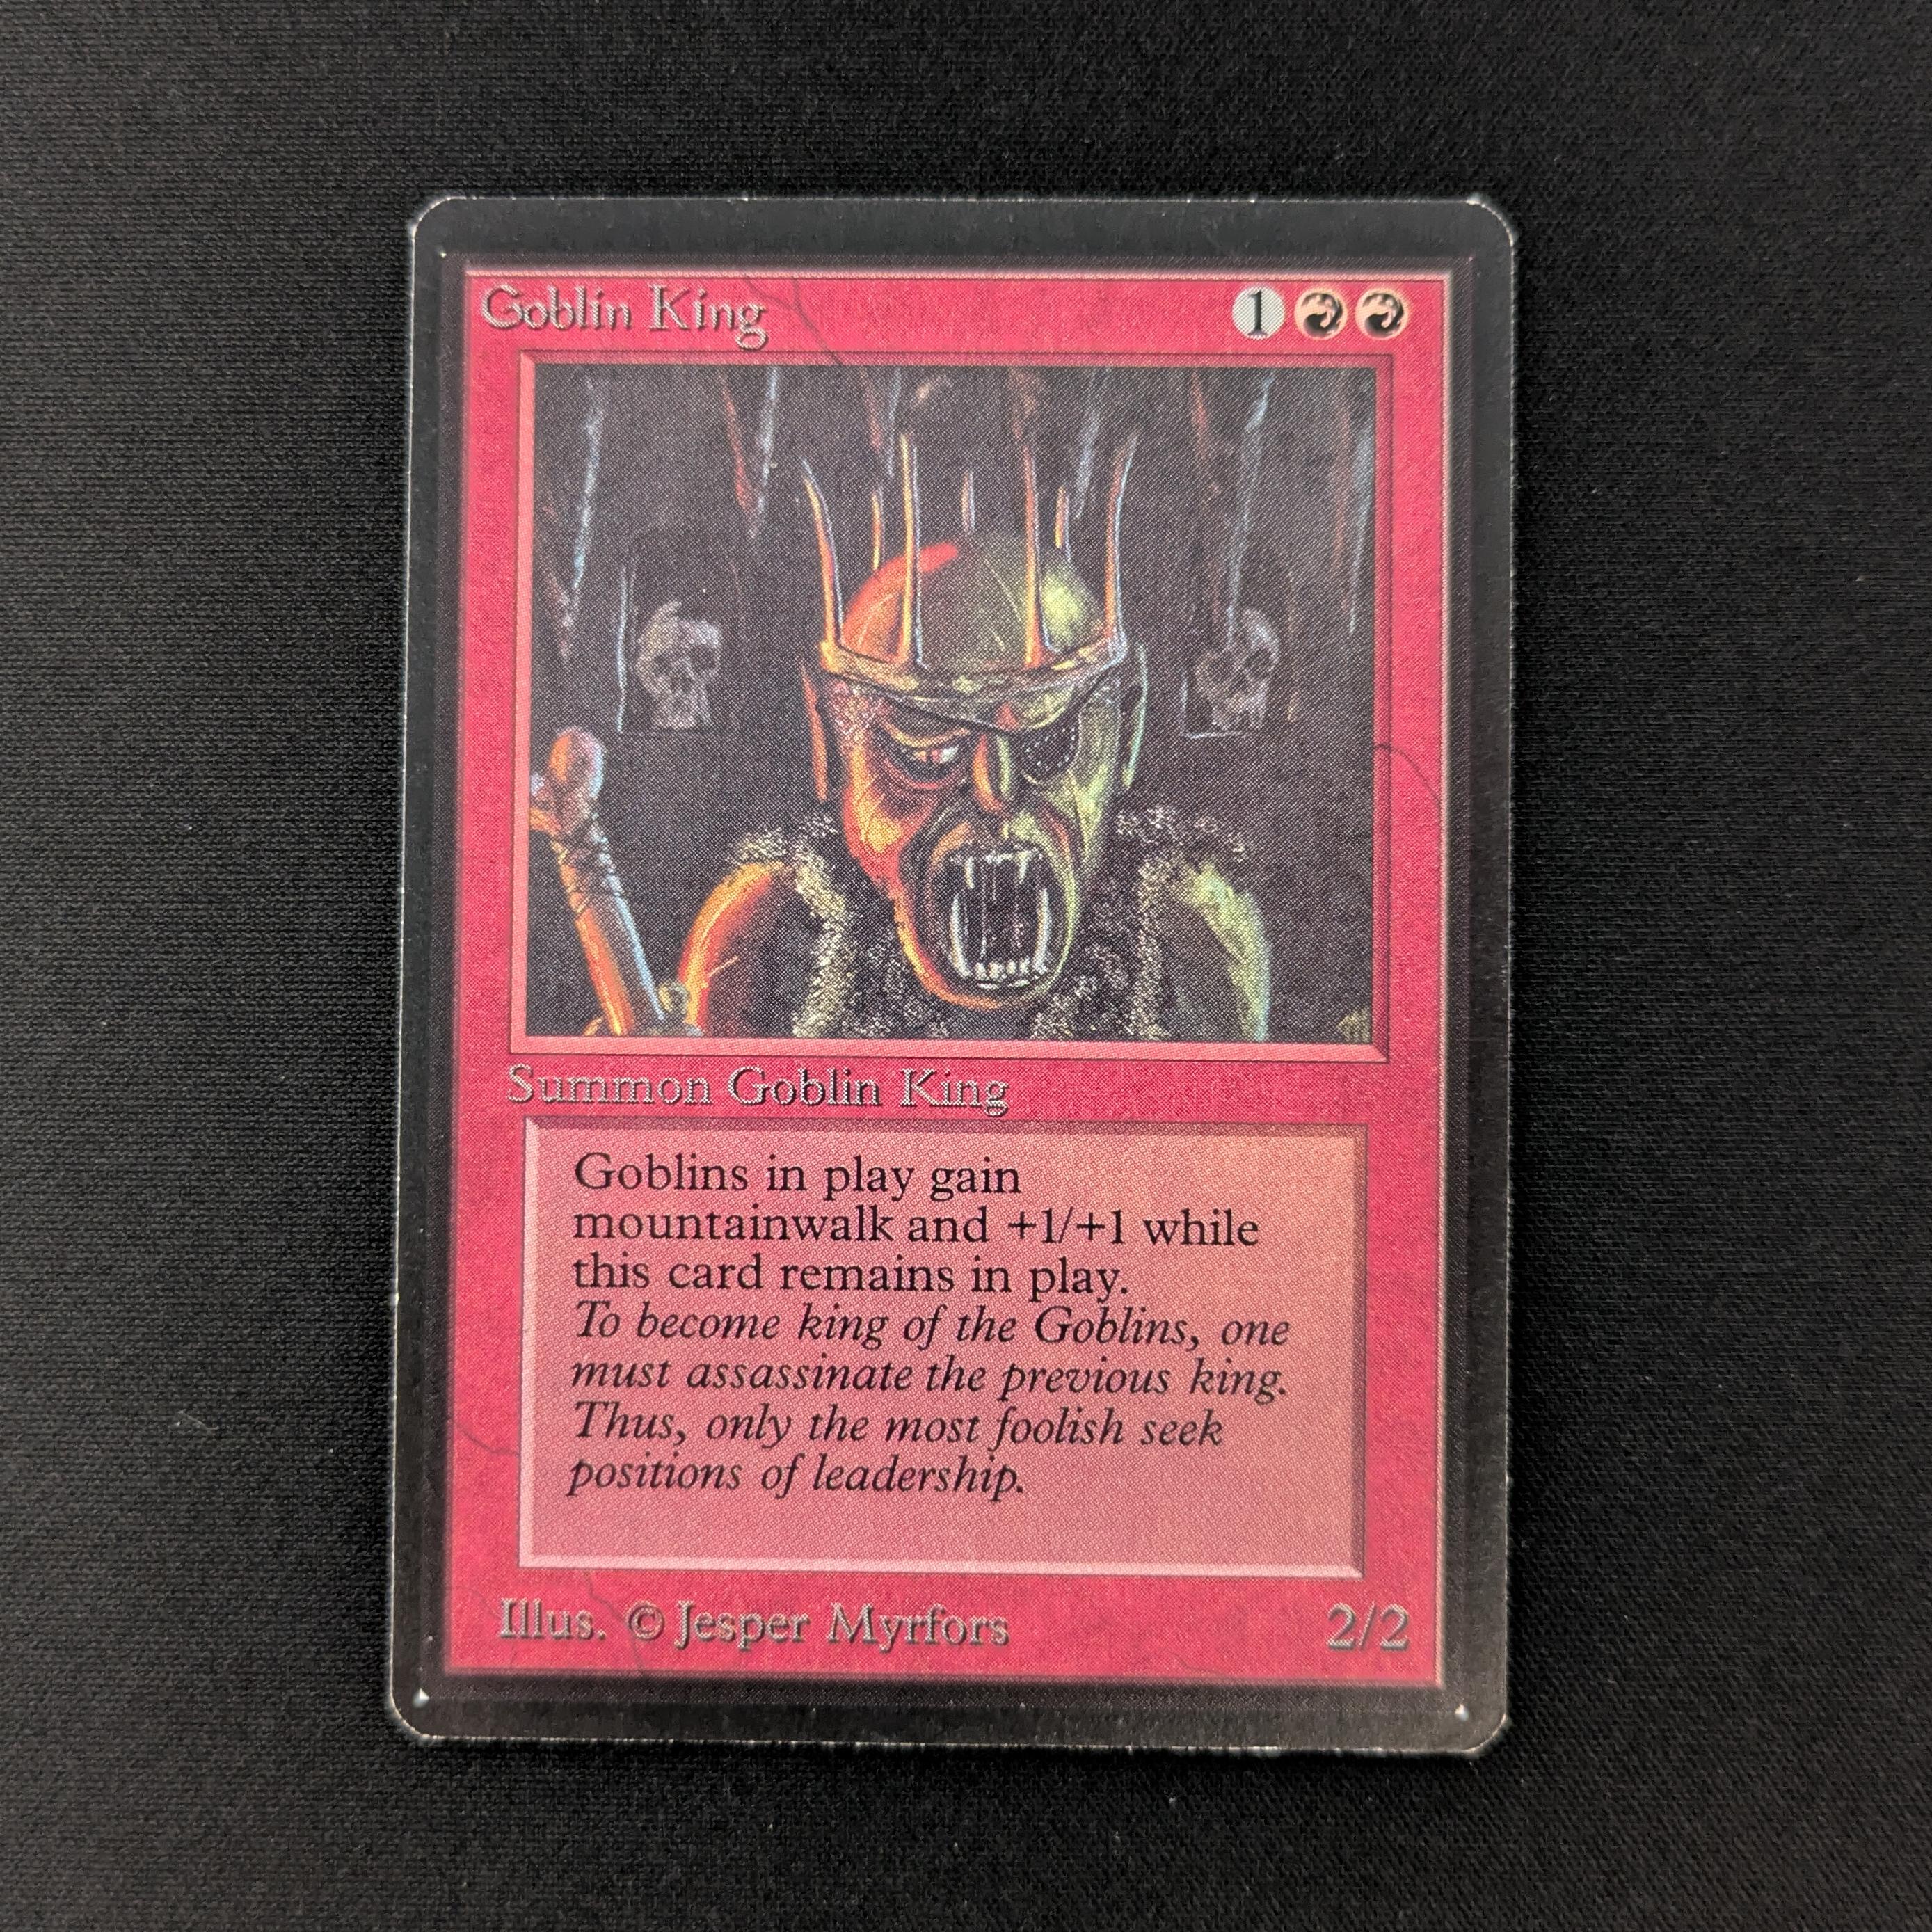 Goblin King 1
Summon Goblin King
Goblins in play gain
mountainwalk and +1/+1 while
this card remains in play.
To become king of the Goblins, one
must assassinate the previous king.
Thus, only the most foolish seek
positions of leadership.
Illus. © Jesper Myrfors 2/2